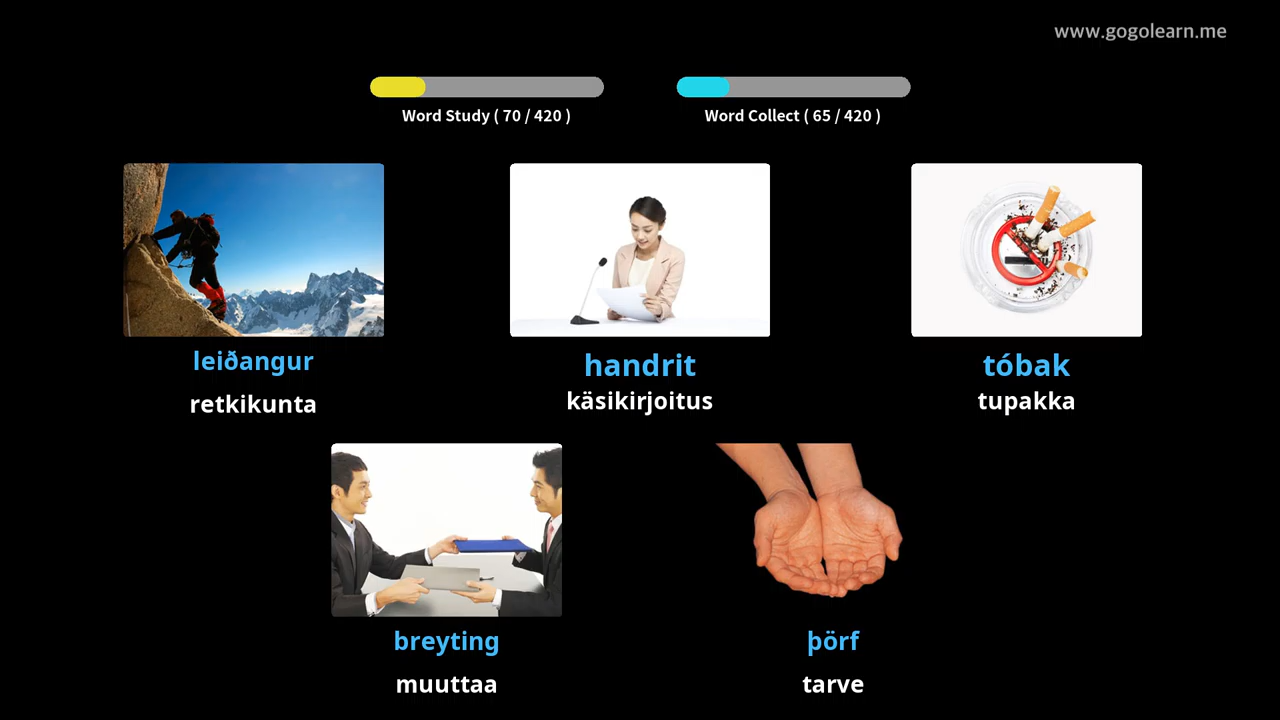 www.gogolearn.me
Word Study ( 70 / 420 )
Word Collect ( 65 / 420 )
leiðangur
retkikunta
handrit
käsikirjoitus
tóbak
tupakka
breyting
muuttaa
þörf
tarve